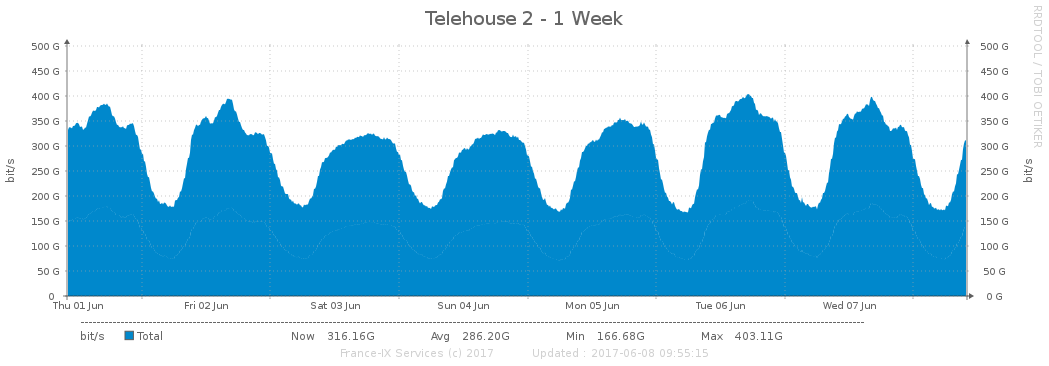 Telehouse 2 - 1 Week
RRDTOOL / TOBI OETIKER
bit/s
500 G 500 G
450 G 450 G
400 G 400 G
350 G 350 G
300 G 300 G
250 G 250 G
200 G 200 G
150 G 150 G
100 G 100 G
50 G 50 G
0 0 G
bit/s
Thu 01 Jun Fri 02 Jun Sat 03 Jun Sun 04 Jun Mon 05 Jun Tue 06 Jun Wed 07 Jun
bit/s Total Now 316.16G Avg 286.20G Min 166.68G Max 403.11G
France-IX Services (c) 2017 Updated : 2017-06-08 09:55:15